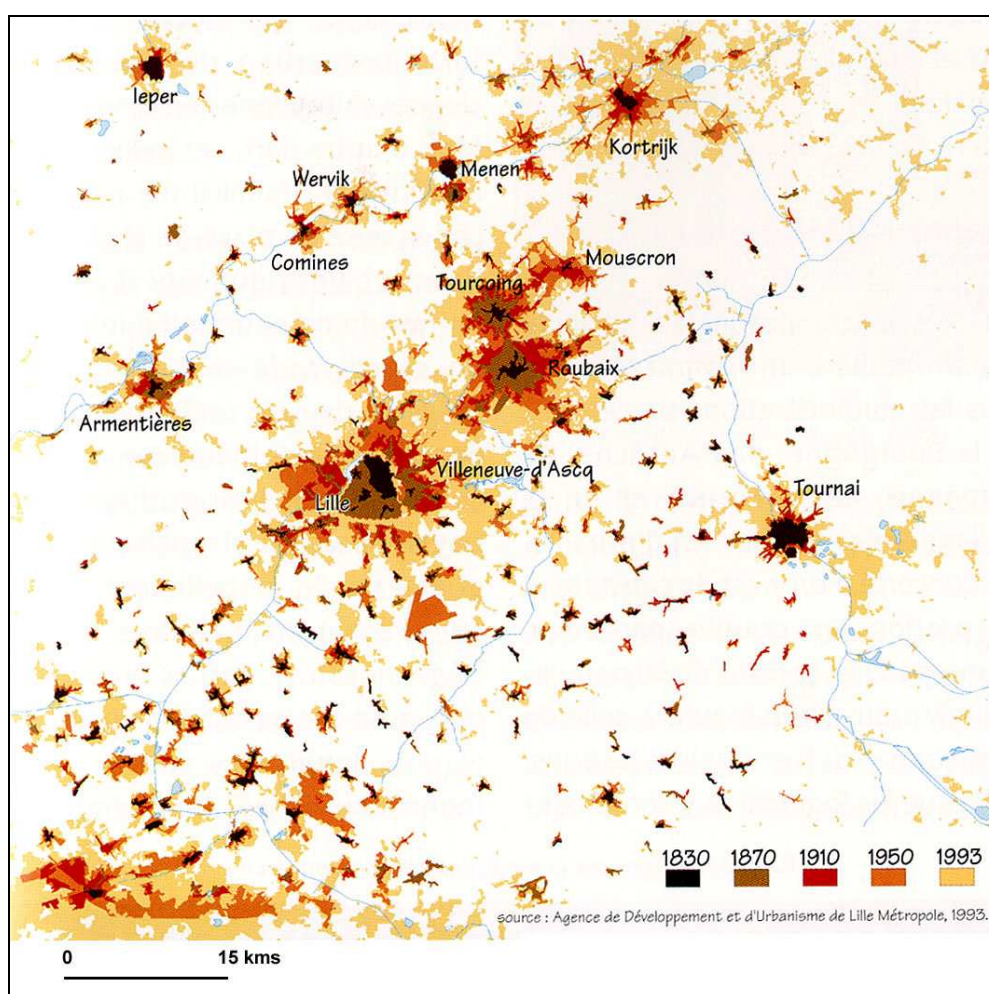 Ieper
Kortrijk
Menen
Wervik
Comines
Mouscron
Tourcoing
Roubaix
Armentières
Villeneuve-d'Ascq
Lille
Tournai
1830 1870 1910 1950 1993
source : Agence de Développement et d'Urbanisme de Lille Métropole, 1993.
0 15 kms